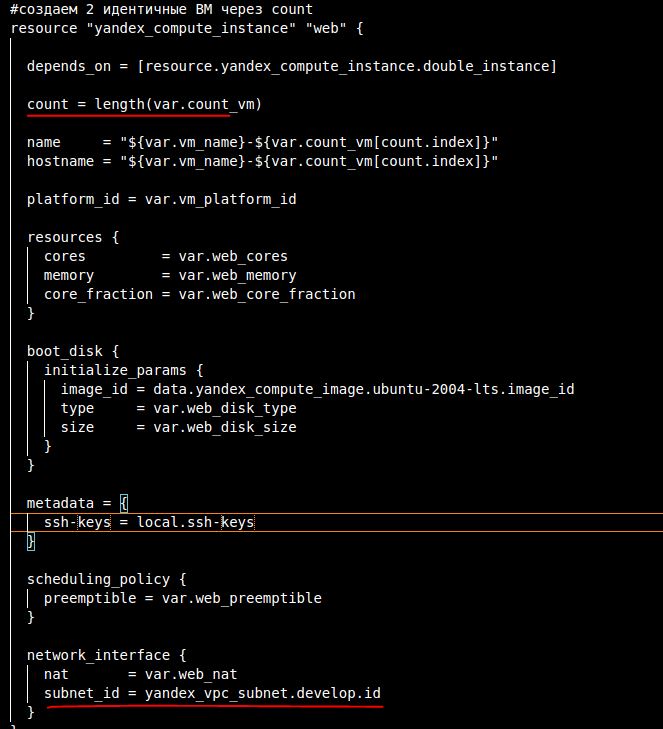 #создаем 2 идентичные ВМ через count
resource "yandex_compute_instance" "web" {
depends_on = [resource.yandex_compute_instance.double_instance]
count = length(var.count_vm)
name     = "${var.vm_name}-${var.count_vm[count.index]}"
hostname = "${var.vm_name}-${var.count_vm[count.index]}"
platform_id = var.vm_platform_id
resources {
cores         = var.web_cores
memory        = var.web_memory
core_fraction = var.web_core_fraction
}
boot_disk {
initialize_params {
image_id = data.yandex_compute_image.ubuntu-2004-lts.image_id
type     = var.web_disk_type
size     = var.web_disk_size
}
}
metadata = {
ssh-keys = local.ssh-keys
}
scheduling_policy {
preemptible = var.web_preemptible
}
network_interface {
nat       = var.web_nat
subnet_id = yandex_vpc_subnet.develop.id
}
}